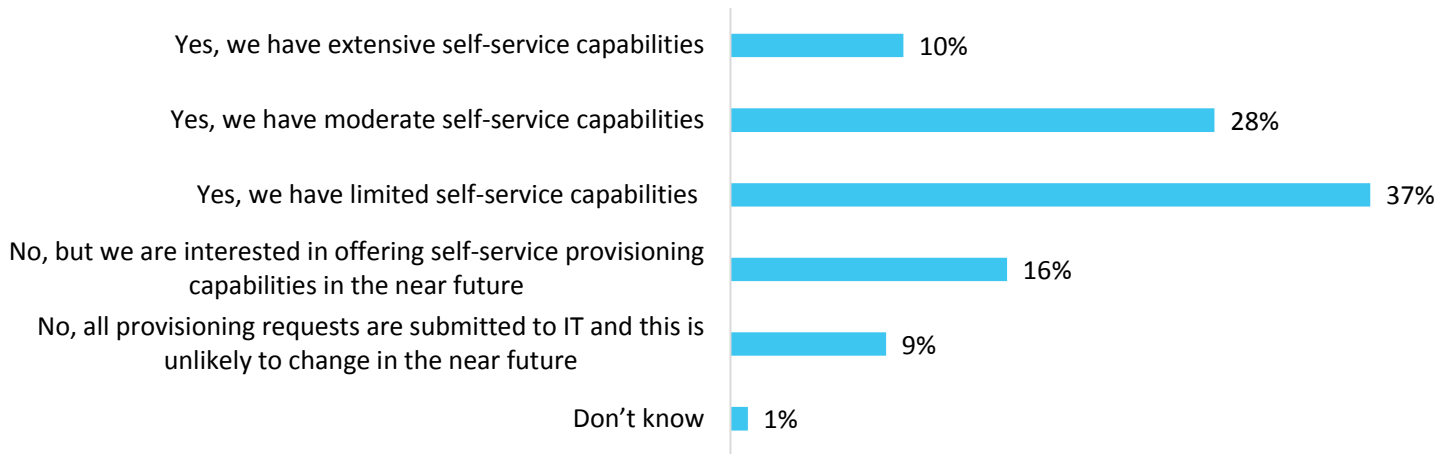 Yes, we have extensive self-service capabilities
10%
Yes, we have moderate self-service capabilities
28%
Yes, we have limited self-service capabilities
37%
No, but we are interested in offering self-service provisioning
capabilities in the near future
16%
No, all provisioning requests are submitted to IT and this is
unlikely to change in the near future
9%
Don’t know
1%